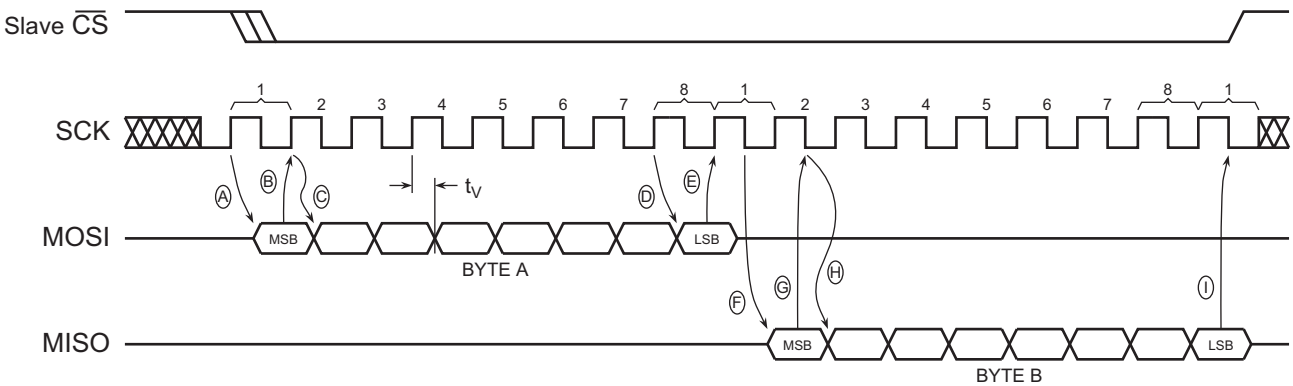 Slave CS
1 2 3 4 5 6 7 8 1 2 3 4 5 6 7 8 1
SCK
A B C tV D E
MOSI MSB LSB
BYTE A
F G H I
MISO MSB LSB
BYTE B